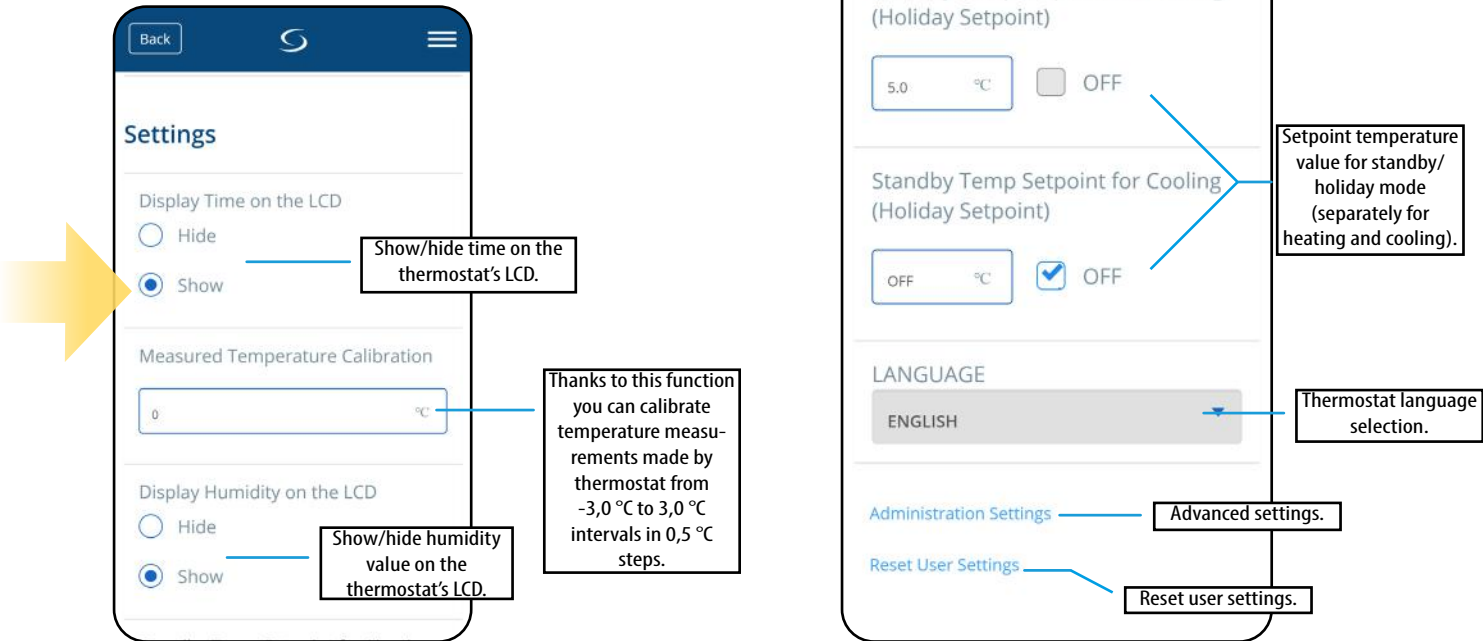 Back
Settings
Display Time on the LCD
Hide
Show
Show/hide time on the
thermostat's LCD.
Measured Temperature Calibration
0 °C
Thanks to this function
you can calibrate
temperature measu-
rements made by
thermostat from
-3,0 °C to 3,0 °C
intervals in 0,5 °C
steps.
Display Humidity on the LCD
Hide
Show
Show/hide humidity
value on the
thermostat's LCD.
(Holiday Setpoint)
5.0 °C OFF
Setpoint temperature
value for standby/
holiday mode
(separately for
heating and cooling).
Standby Temp Setpoint for Cooling
(Holiday Setpoint)
OFF °C OFF
LANGUAGE
ENGLISH
Thermostat language
selection.
Administration Settings
Advanced settings.
Reset User Settings
Reset user settings.